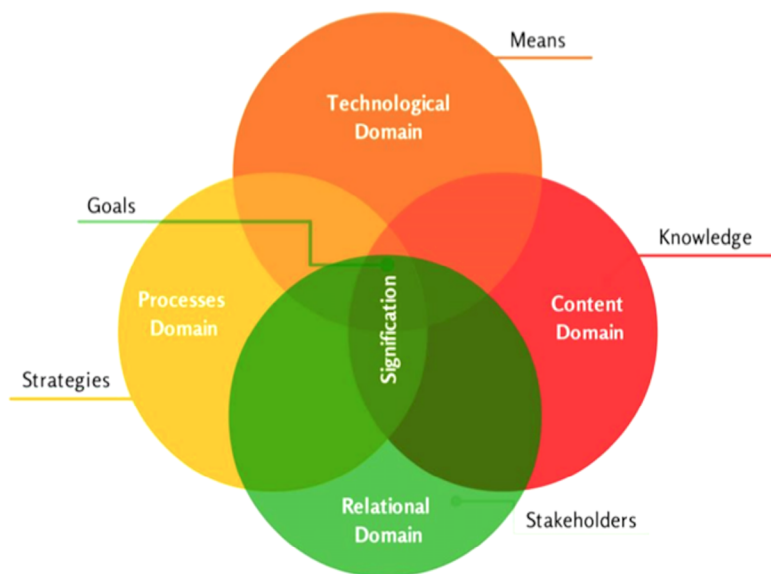 Means
Technological
Domain
Goals
Knowledge
Processes
Domain
Signification
Content
Domain
Strategies
Relational
Domain
Stakeholders